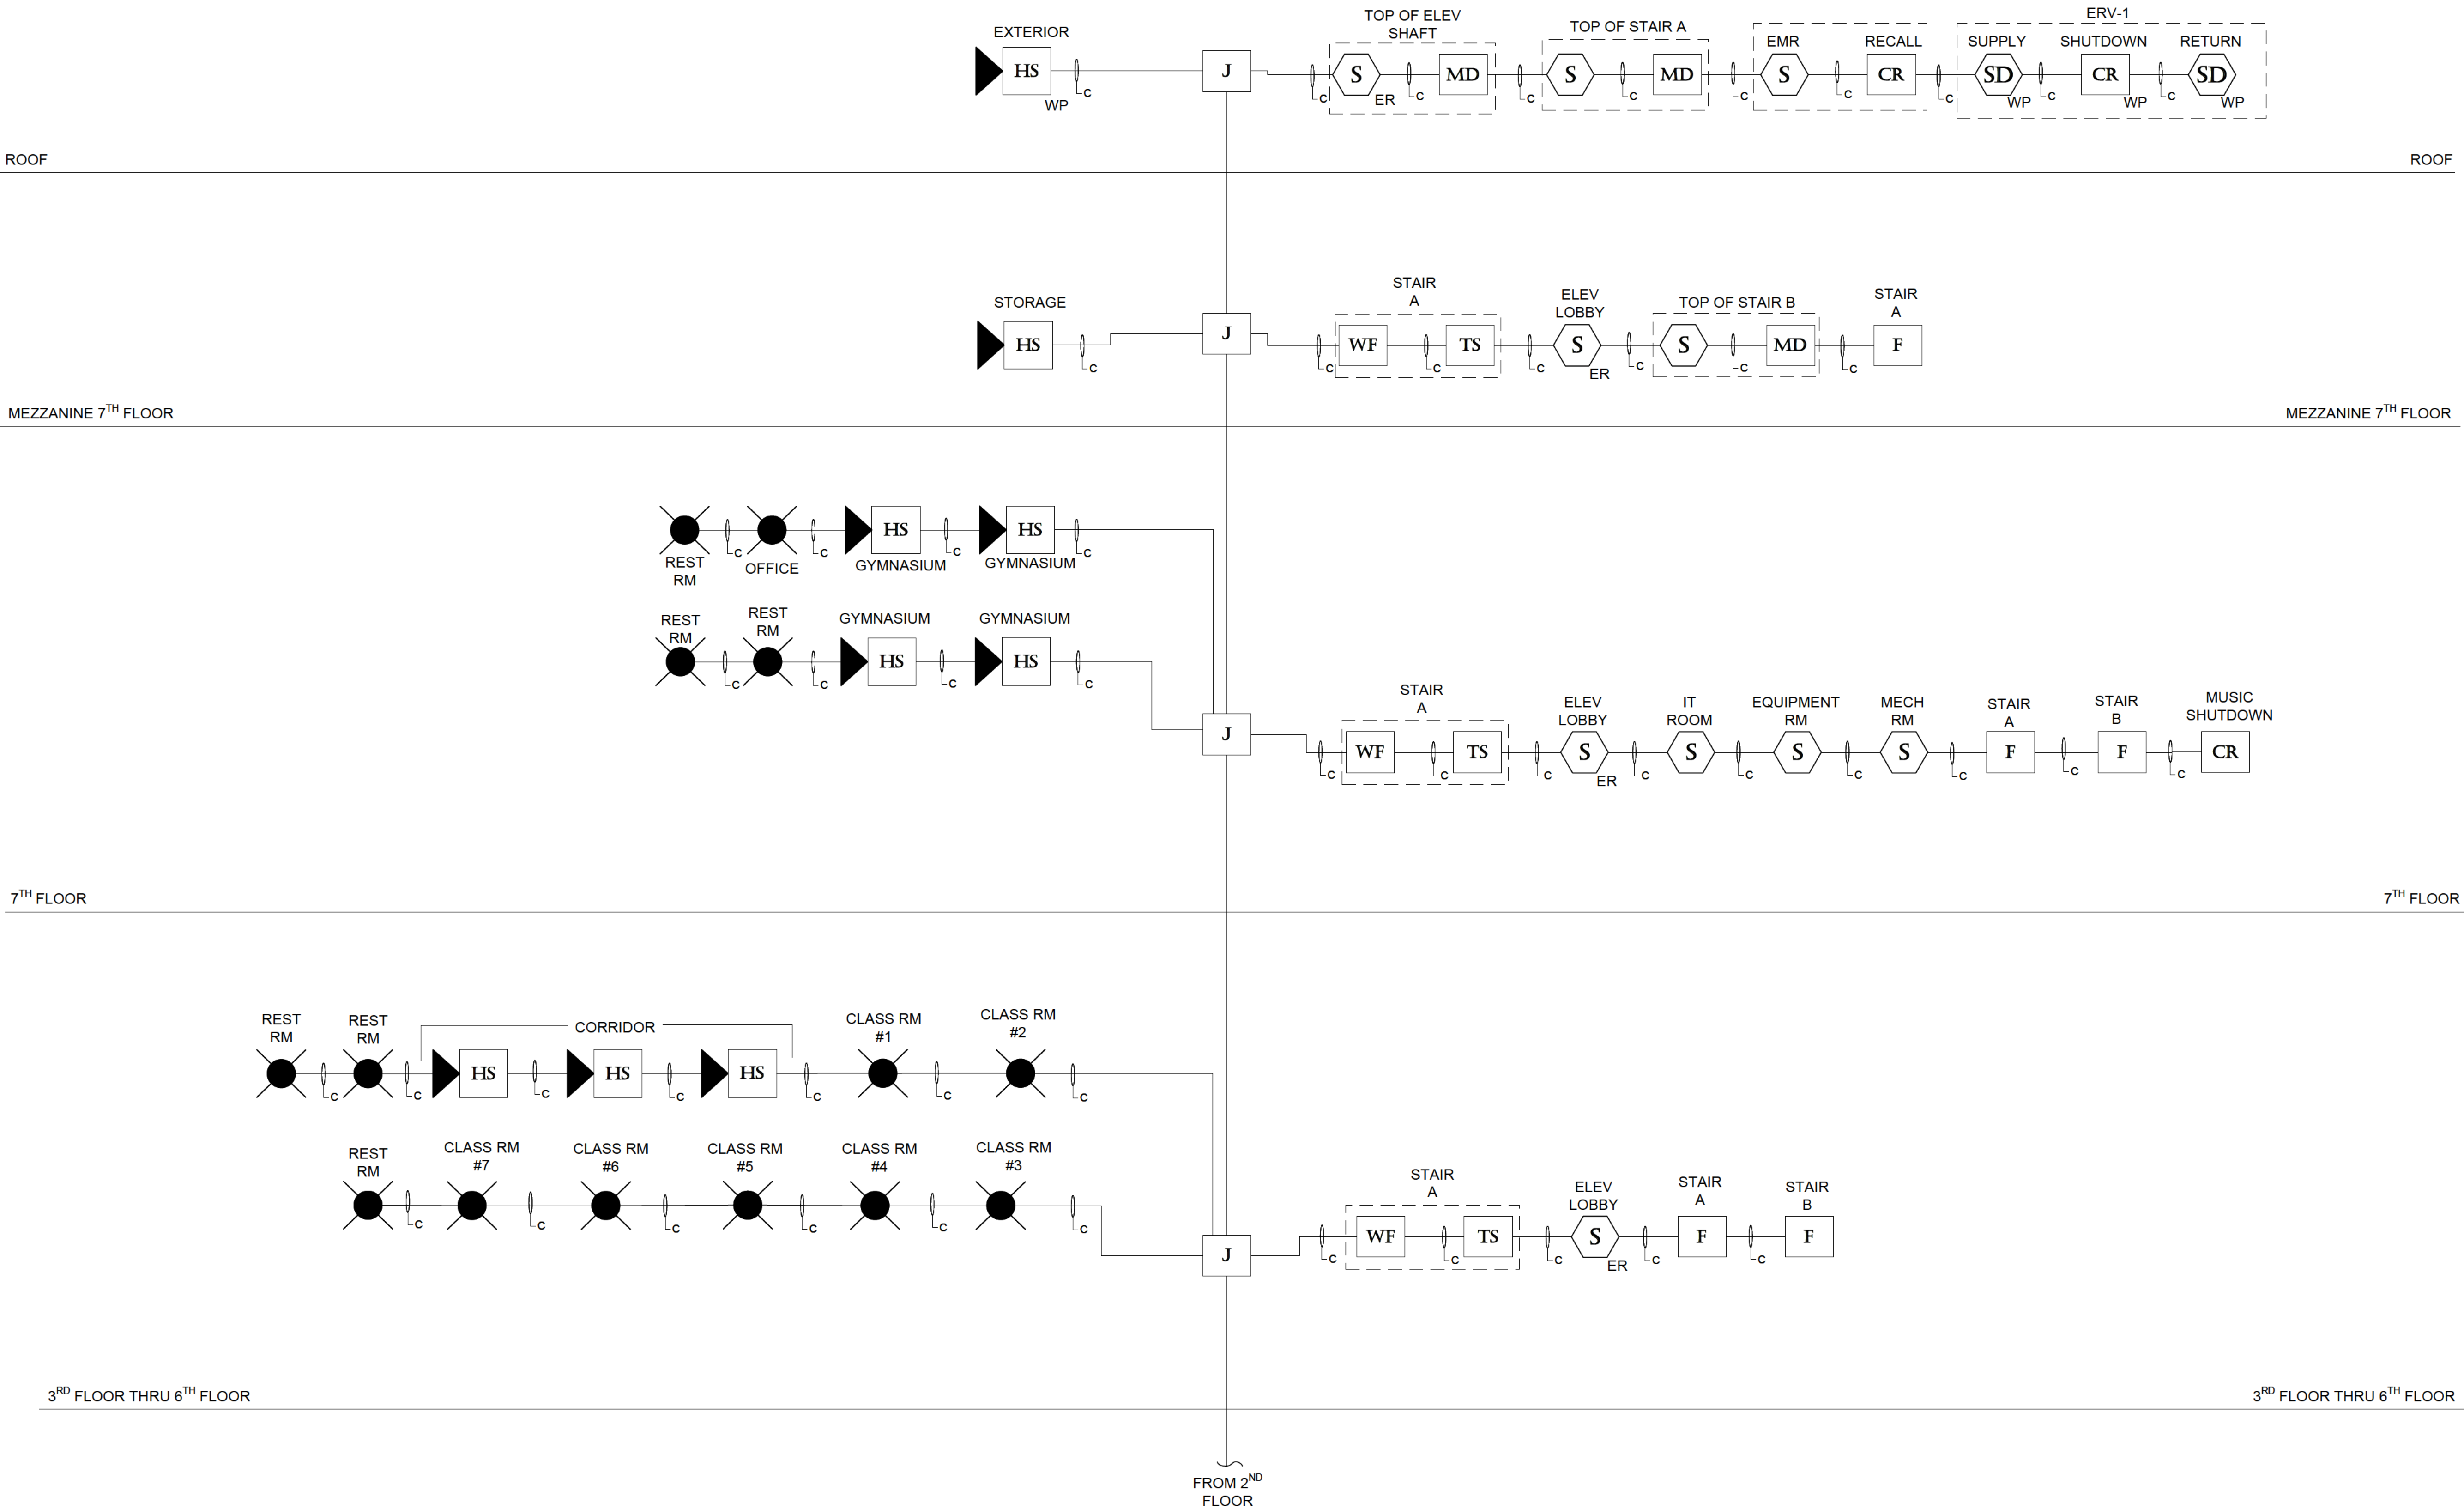 EXTERIOR
HS
C
WP
J
TOP OF ELEV
SHAFT
C
S
ER
C
MD
C
TOP OF STAIR A
S
C
MD
C
EMR
S
C
RECALL
CR
C
ERV-1
SUPPLY
SD
WP
C
SHUTDOWN
CR
WP
C
RETURN
SD
WP
ROOF
ROOF
STORAGE
HS
C
J
C
STAIR
A
WF
C
TS
C
ELEV
LOBBY
S
ER
C
TOP OF STAIR B
S
C
MD
C
STAIR
A
F
MEZZANINE 7TH FLOOR
MEZZANINE 7TH FLOOR
REST
RM
C
OFFICE
C
HS
GYMNASIUM
C
HS
GYMNASIUM
C
REST
RM
C
REST
RM
C
GYMNASIUM
HS
C
GYMNASIUM
HS
C
J
C
STAIR
A
WF
C
TS
C
ELEV
LOBBY
S
ER
C
IT
ROOM
S
C
EQUIPMENT
RM
S
C
MECH
RM
S
C
STAIR
A
F
C
STAIR
B
F
C
MUSIC
SHUTDOWN
CR
7TH FLOOR
7TH FLOOR
REST
RM
C
REST
RM
C
CORRIDOR
HS
C
HS
C
HS
C
CLASS RM
#1
C
CLASS RM
#2
C
REST
RM
C
CLASS RM
#7
C
CLASS RM
#6
C
CLASS RM
#5
C
CLASS RM
#4
C
CLASS RM
#3
C
J
C
STAIR
A
WF
C
TS
C
ELEV
LOBBY
S
ER
C
STAIR
A
F
C
STAIR
B
F
3RD FLOOR THRU 6TH FLOOR
3RD FLOOR THRU 6TH FLOOR
FROM 2ND
FLOOR